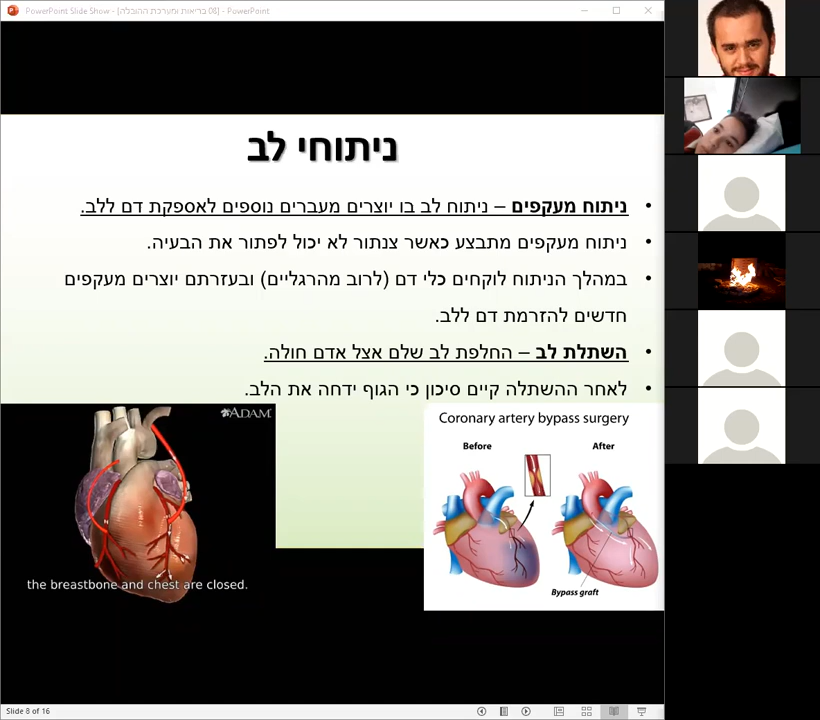 PowerPoint Slide Show - [08 בריאות ומערכת ההובלה] - PowerPoint
ניתוחי לב
ניתוח מעקפים – ניתוח לב בו יוצרים מעברים נוספים לאספקת דם ללב.
ניתוח מעקפים מתבצע כאשר צנתור לא יכול לפתור את הבעיה.
במהלך הניתוח לוקחים כלי דם (לרוב מהרגליים) ובעזרתם יוצרים מעקפים
חדשים להזרמת דם ללב.
השתלת לב – החלפת לב שלם אצל אדם חולה.
לאחר ההשתלה קיים סיכון כי הגוף ידחה את הלב.
ADAM
the breastbone and chest are closed.
Coronary artery bypass surgery
Before
After
Bypass graft
Slide 8 of 16